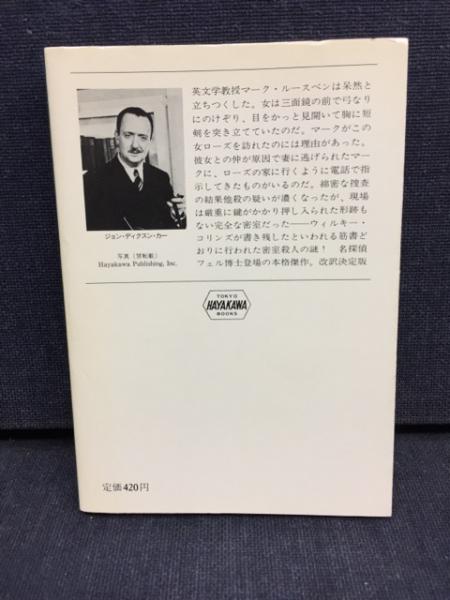 英文学教授マーク・ルースベンは呆然と
立ちつくした。女は三面鏡の前で弓なり
にのけぞり、目をかっと見開いて胸に短
剣を突き立てていたのだ。マークがこの
女ローズを訪れたのには理由があった。
彼女との仲が原因で妻に逃げられたマー
クに、ローズの家に行くように電話で指
示してきたものがいるのだ。綿密な捜査
の結果他殺の疑いが濃くなったが、現場
は厳重に鍵がかかり押し入られた形跡も
ない完全な密室だった――ウィルキー・
コリンズが書き残したといわれる筋書ど
おりに行われた密室殺人の謎！　名探偵
フェル博士登場の本格傑作。改訳決定版
ジョン・ディクスン・カー
写真（禁転載）
Hayakawa Publishing, Inc.
TOKYO
HAYAKAWA
BOOKS
定価420円